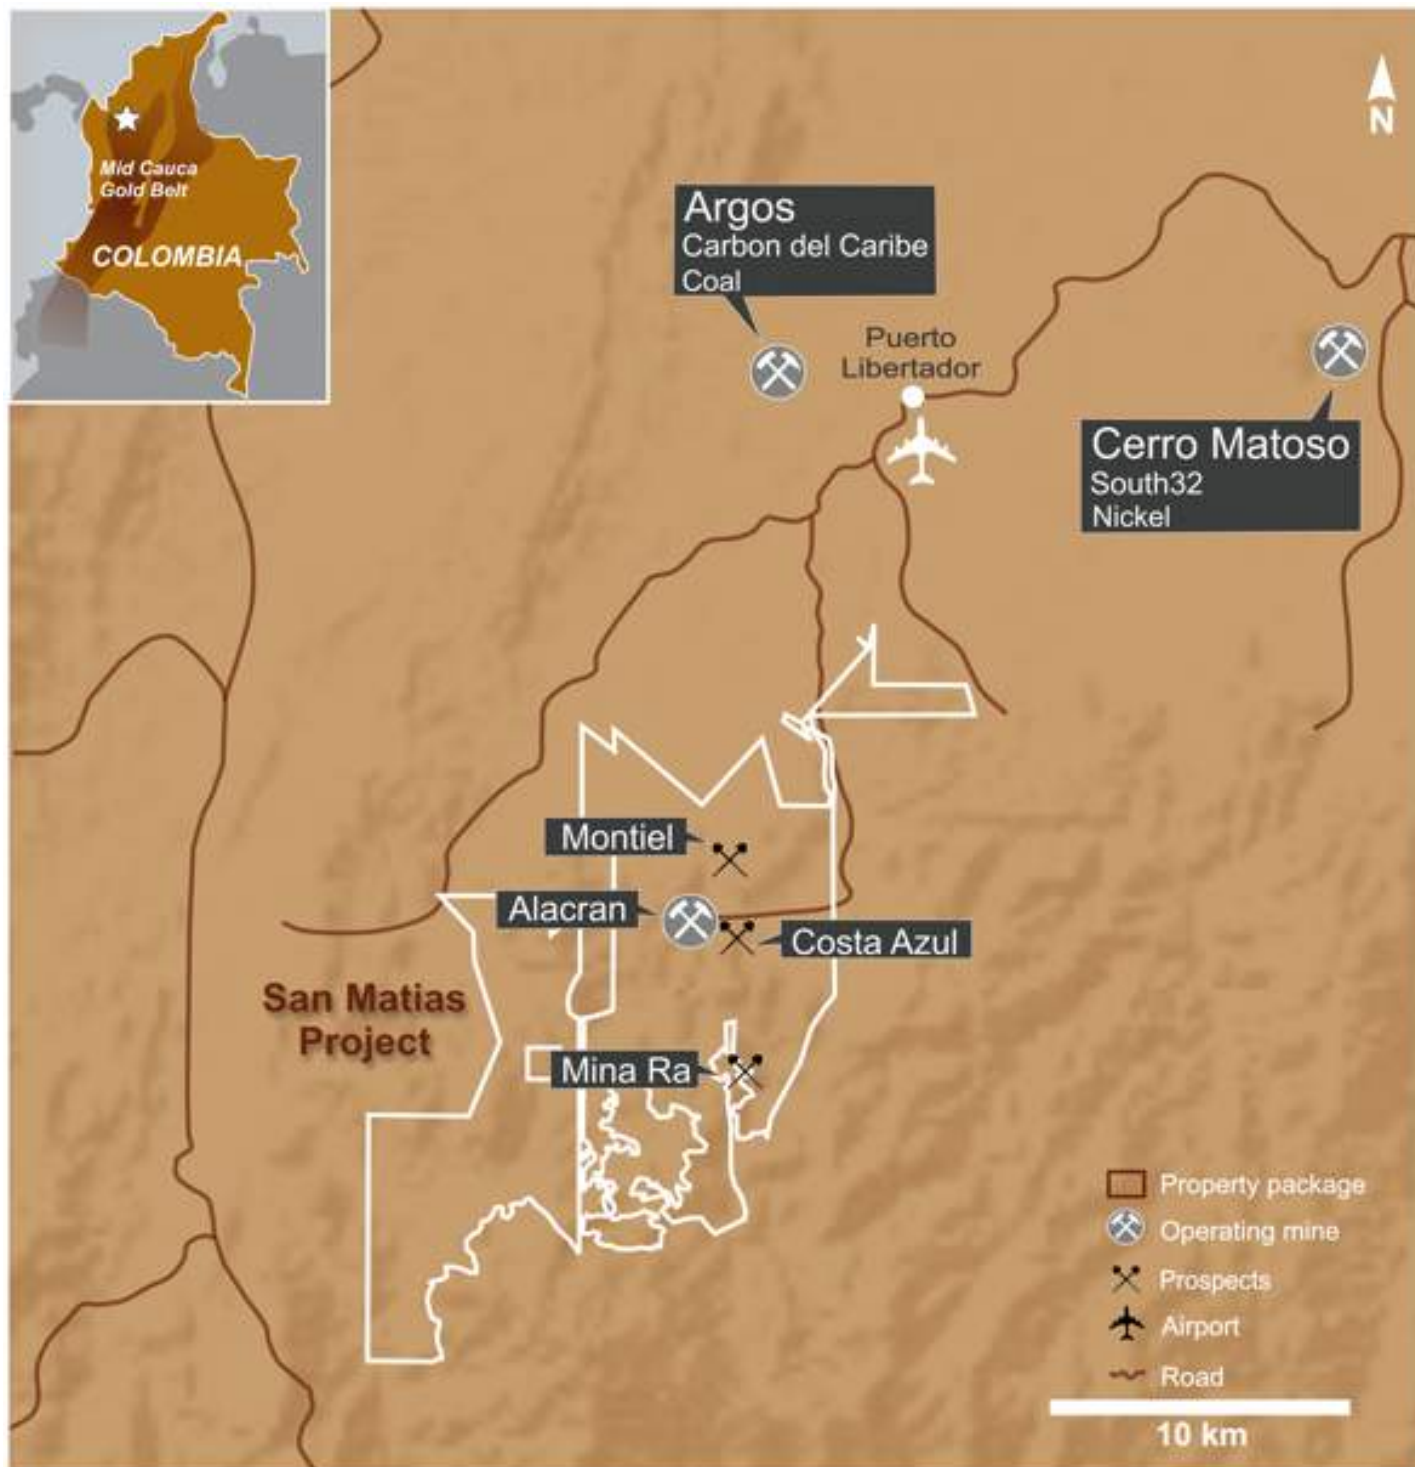 Mid Cauca
Gold Belt
COLOMBIA
N
Argos
Carbon del Caribe
Coal
Puerto
Libertador
Cerro Matoso
South32
Nickel
Montiel
Alacran
Costa Azul
San Matias
Project
Mina Ra
Property package
Operating mine
Prospects
Airport
Road
10 km